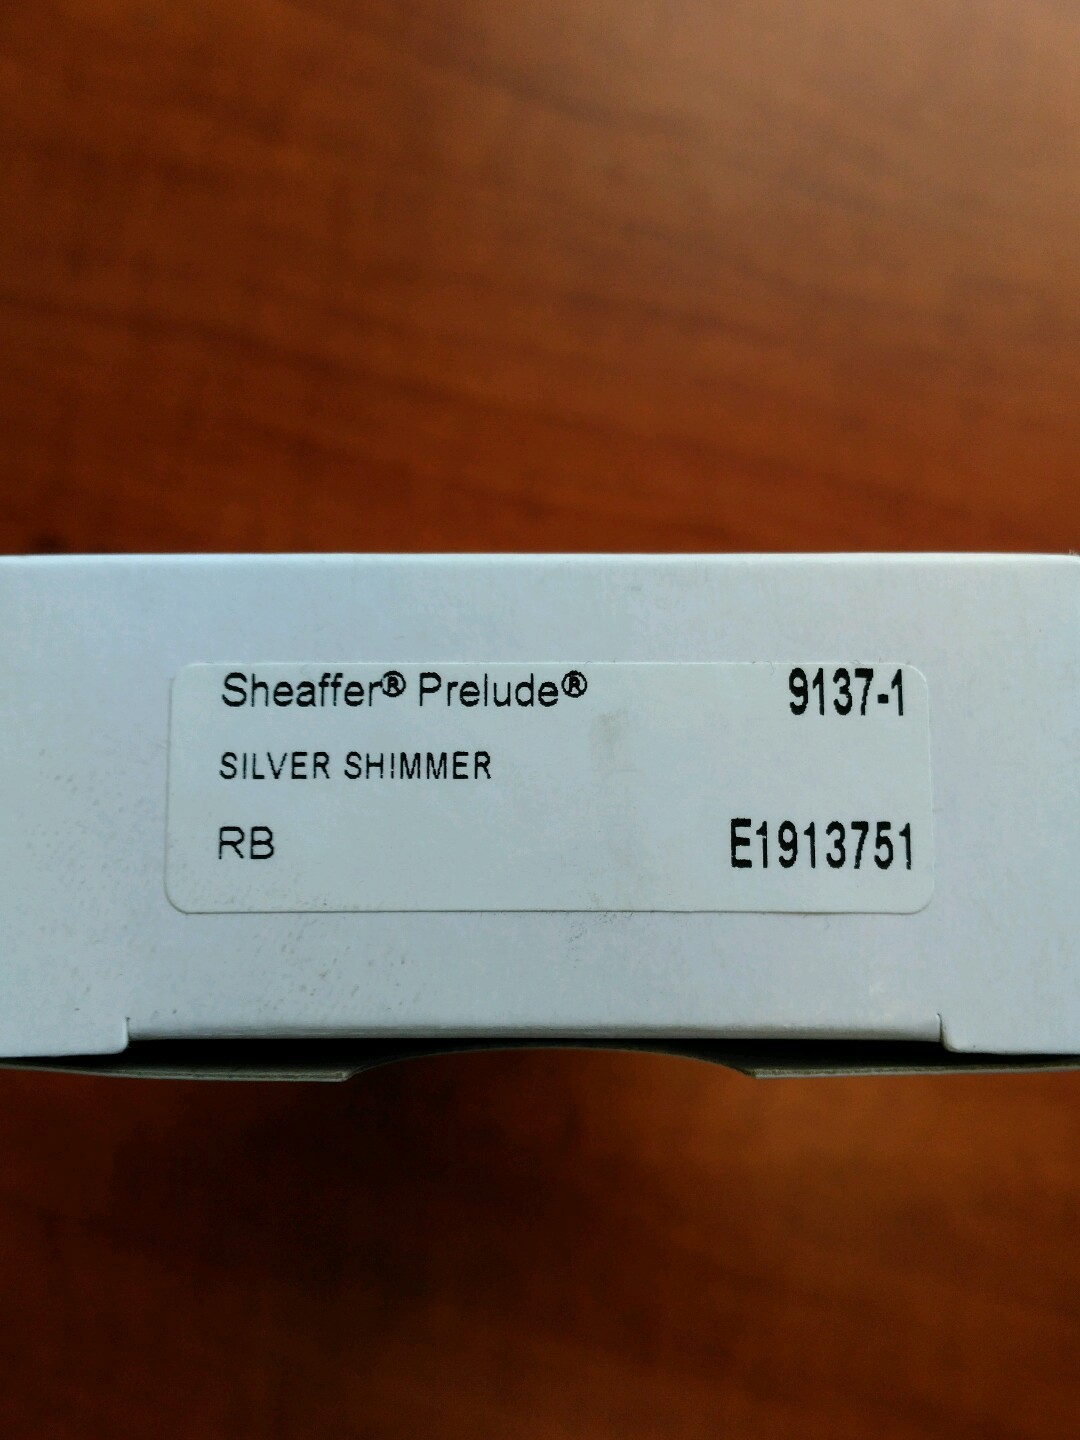 Sheaffer® Prelude® 9137-1
SILVER SHIMMER
RB E1913751